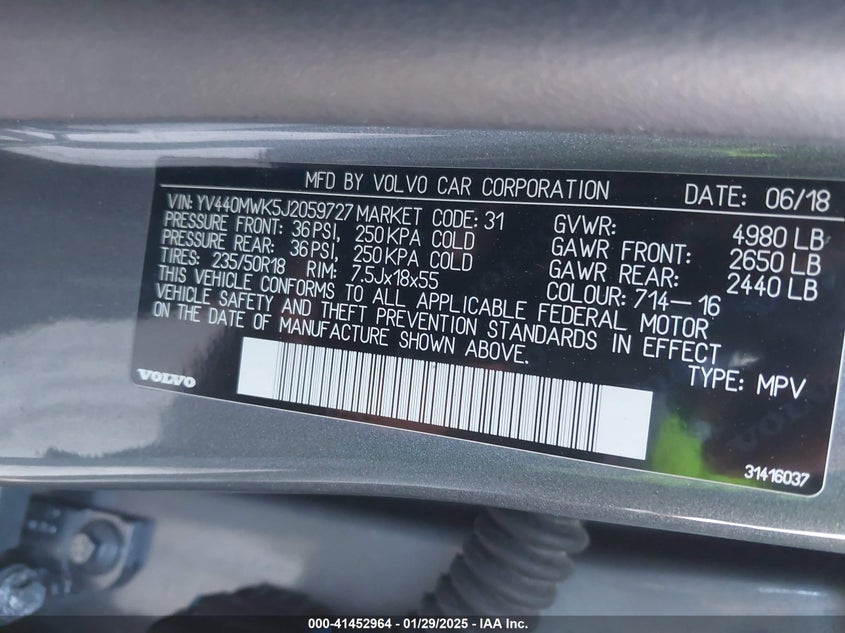 MFD BY VOLVO CAR CORPORATION DATE: 06/18
VIN: YV440MWK5J2059727 MARKET CODE: 31 GVWR: 4980 LB
PRESSURE FRONT: 36 PSI, 250 KPA COLD GAWR FRONT: 2650 LB
PRESSURE REAR: 36 PSI, 250 KPA COLD GAWR REAR: 2440 LB
TIRES: 235/50R18 RIM: 7.5Jx18x55 COLOUR: 714-16
THIS VEHICLE CONFORMS TO ALL APPLICABLE FEDERAL MOTOR
VEHICLE SAFETY AND THEFT PREVENTION STANDARDS IN EFFECT
ON THE DATE OF MANUFACTURE SHOWN ABOVE. TYPE: MPV
VOLVO
31416037
000-41452964 - 01/29/2025 - IAA Inc.